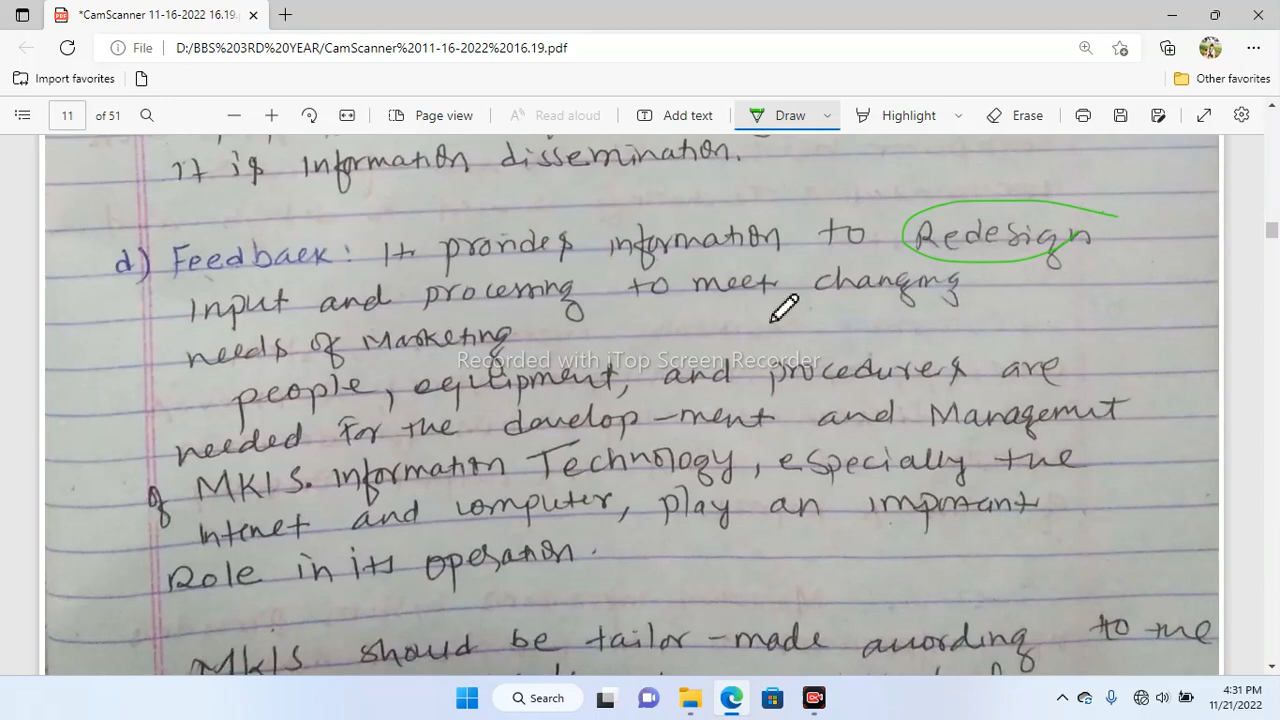 *CamScanner 11-16-2022 16.19.p
File D:/BBS%203RD%20YEAR/CamScanner%2011-16-2022%2016.19.pdf
Import favorites Other favorites
11 of 51 Page view Read aloud Add text Draw Highlight Erase
it is information dissemination.
d) Feedback: It provides information to Redesign
Input and processing to meet changing
needs of Marketing
Recorded with iTop Screen Recorder
people, equipment, and procedures are
needed for the develop-ment and Managemnt
of MKIS. Information Technology, especially the
Intenet and computer, play an important
Role in its operation.
MKIS should be tailor-made according to the
Search
4:31 PM
11/21/2022